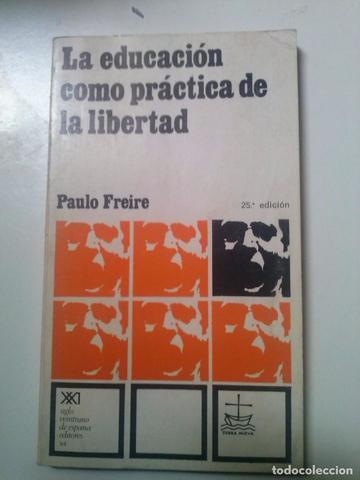 La educación
como práctica de
la libertad
Paulo Freire
25.ª edición
siglo
veintiuno
de españa
editores
s.a
TIERRA NUEVA
todocoleccion